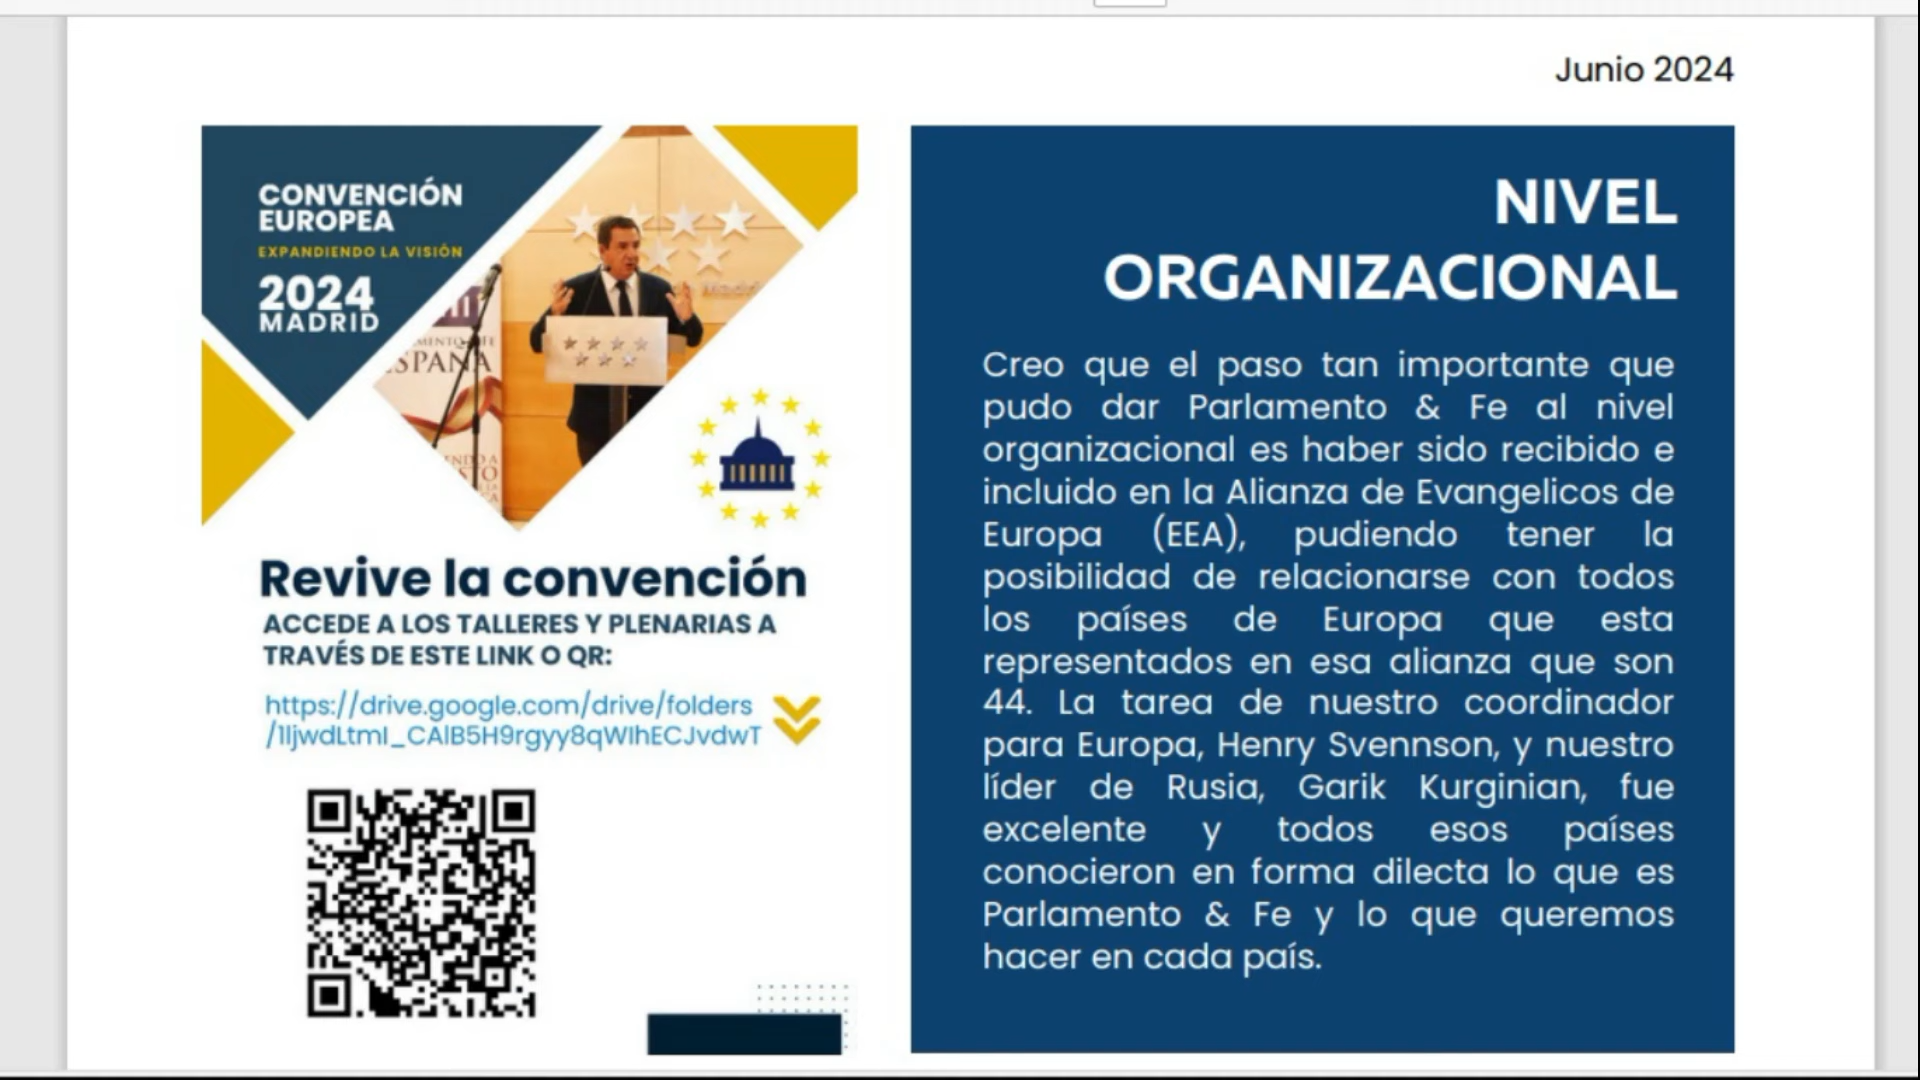 Junio 2024
CONVENCIÓN
EUROPEA
EXPANDIENDO LA VISIÓN
2024
MADRID
ESPAÑA
Revive la convención
ACCEDE A LOS TALLERES Y PLENARIAS A
TRAVÉS DE ESTE LINK O QR:
https://drive.google.com/drive/folders
/1IjwdLtmI_CAlB5H9rgyy8qWIhECJvdwT
NIVEL
ORGANIZACIONAL
Creo que el paso tan importante que
pudo dar Parlamento & Fe al nivel
organizacional es haber sido recibido e
incluido en la Alianza de Evangelicos de
Europa (EEA), pudiendo tener la
posibilidad de relacionarse con todos
los países de Europa que esta
representados en esa alianza que son
44. La tarea de nuestro coordinador
para Europa, Henry Svennson, y nuestro
líder de Rusia, Garik Kurginian, fue
excelente y todos esos países
conocieron en forma dilecta lo que es
Parlamento & Fe y lo que queremos
hacer en cada país.